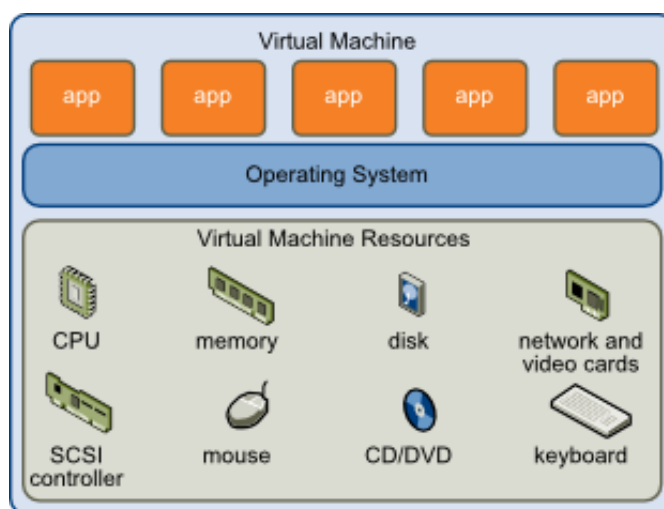 Virtual Machine
app app app app app
Operating System
Virtual Machine Resources
CPU memory disk network and
video cards
SCSI mouse CD/DVD keyboard
controller